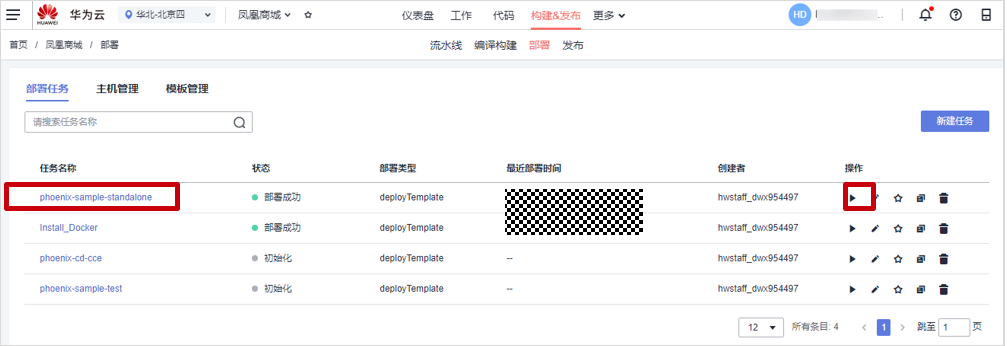 HUAWEI 华为云 华北-北京四 凤凰商城 仪表盘 工作 代码 构建&发布 更多 HD
首页 / 凤凰商城 / 部署 流水线 编译构建 部署 发布
部署任务 主机管理 模板管理
请搜索任务名称 新建任务
任务名称 状态 部署类型 最近部署时间 创建者 操作
phoenix-sample-standalone 部署成功 deployTemplate hwstaff_dwx954497
Install_Docker 部署成功 deployTemplate hwstaff_dwx954497
phoenix-cd-cce 初始化 deployTemplate -- hwstaff_dwx954497
phoenix-sample-test 初始化 deployTemplate -- hwstaff_dwx954497
12 所有条目: 4 < 1 > 跳至 1 页